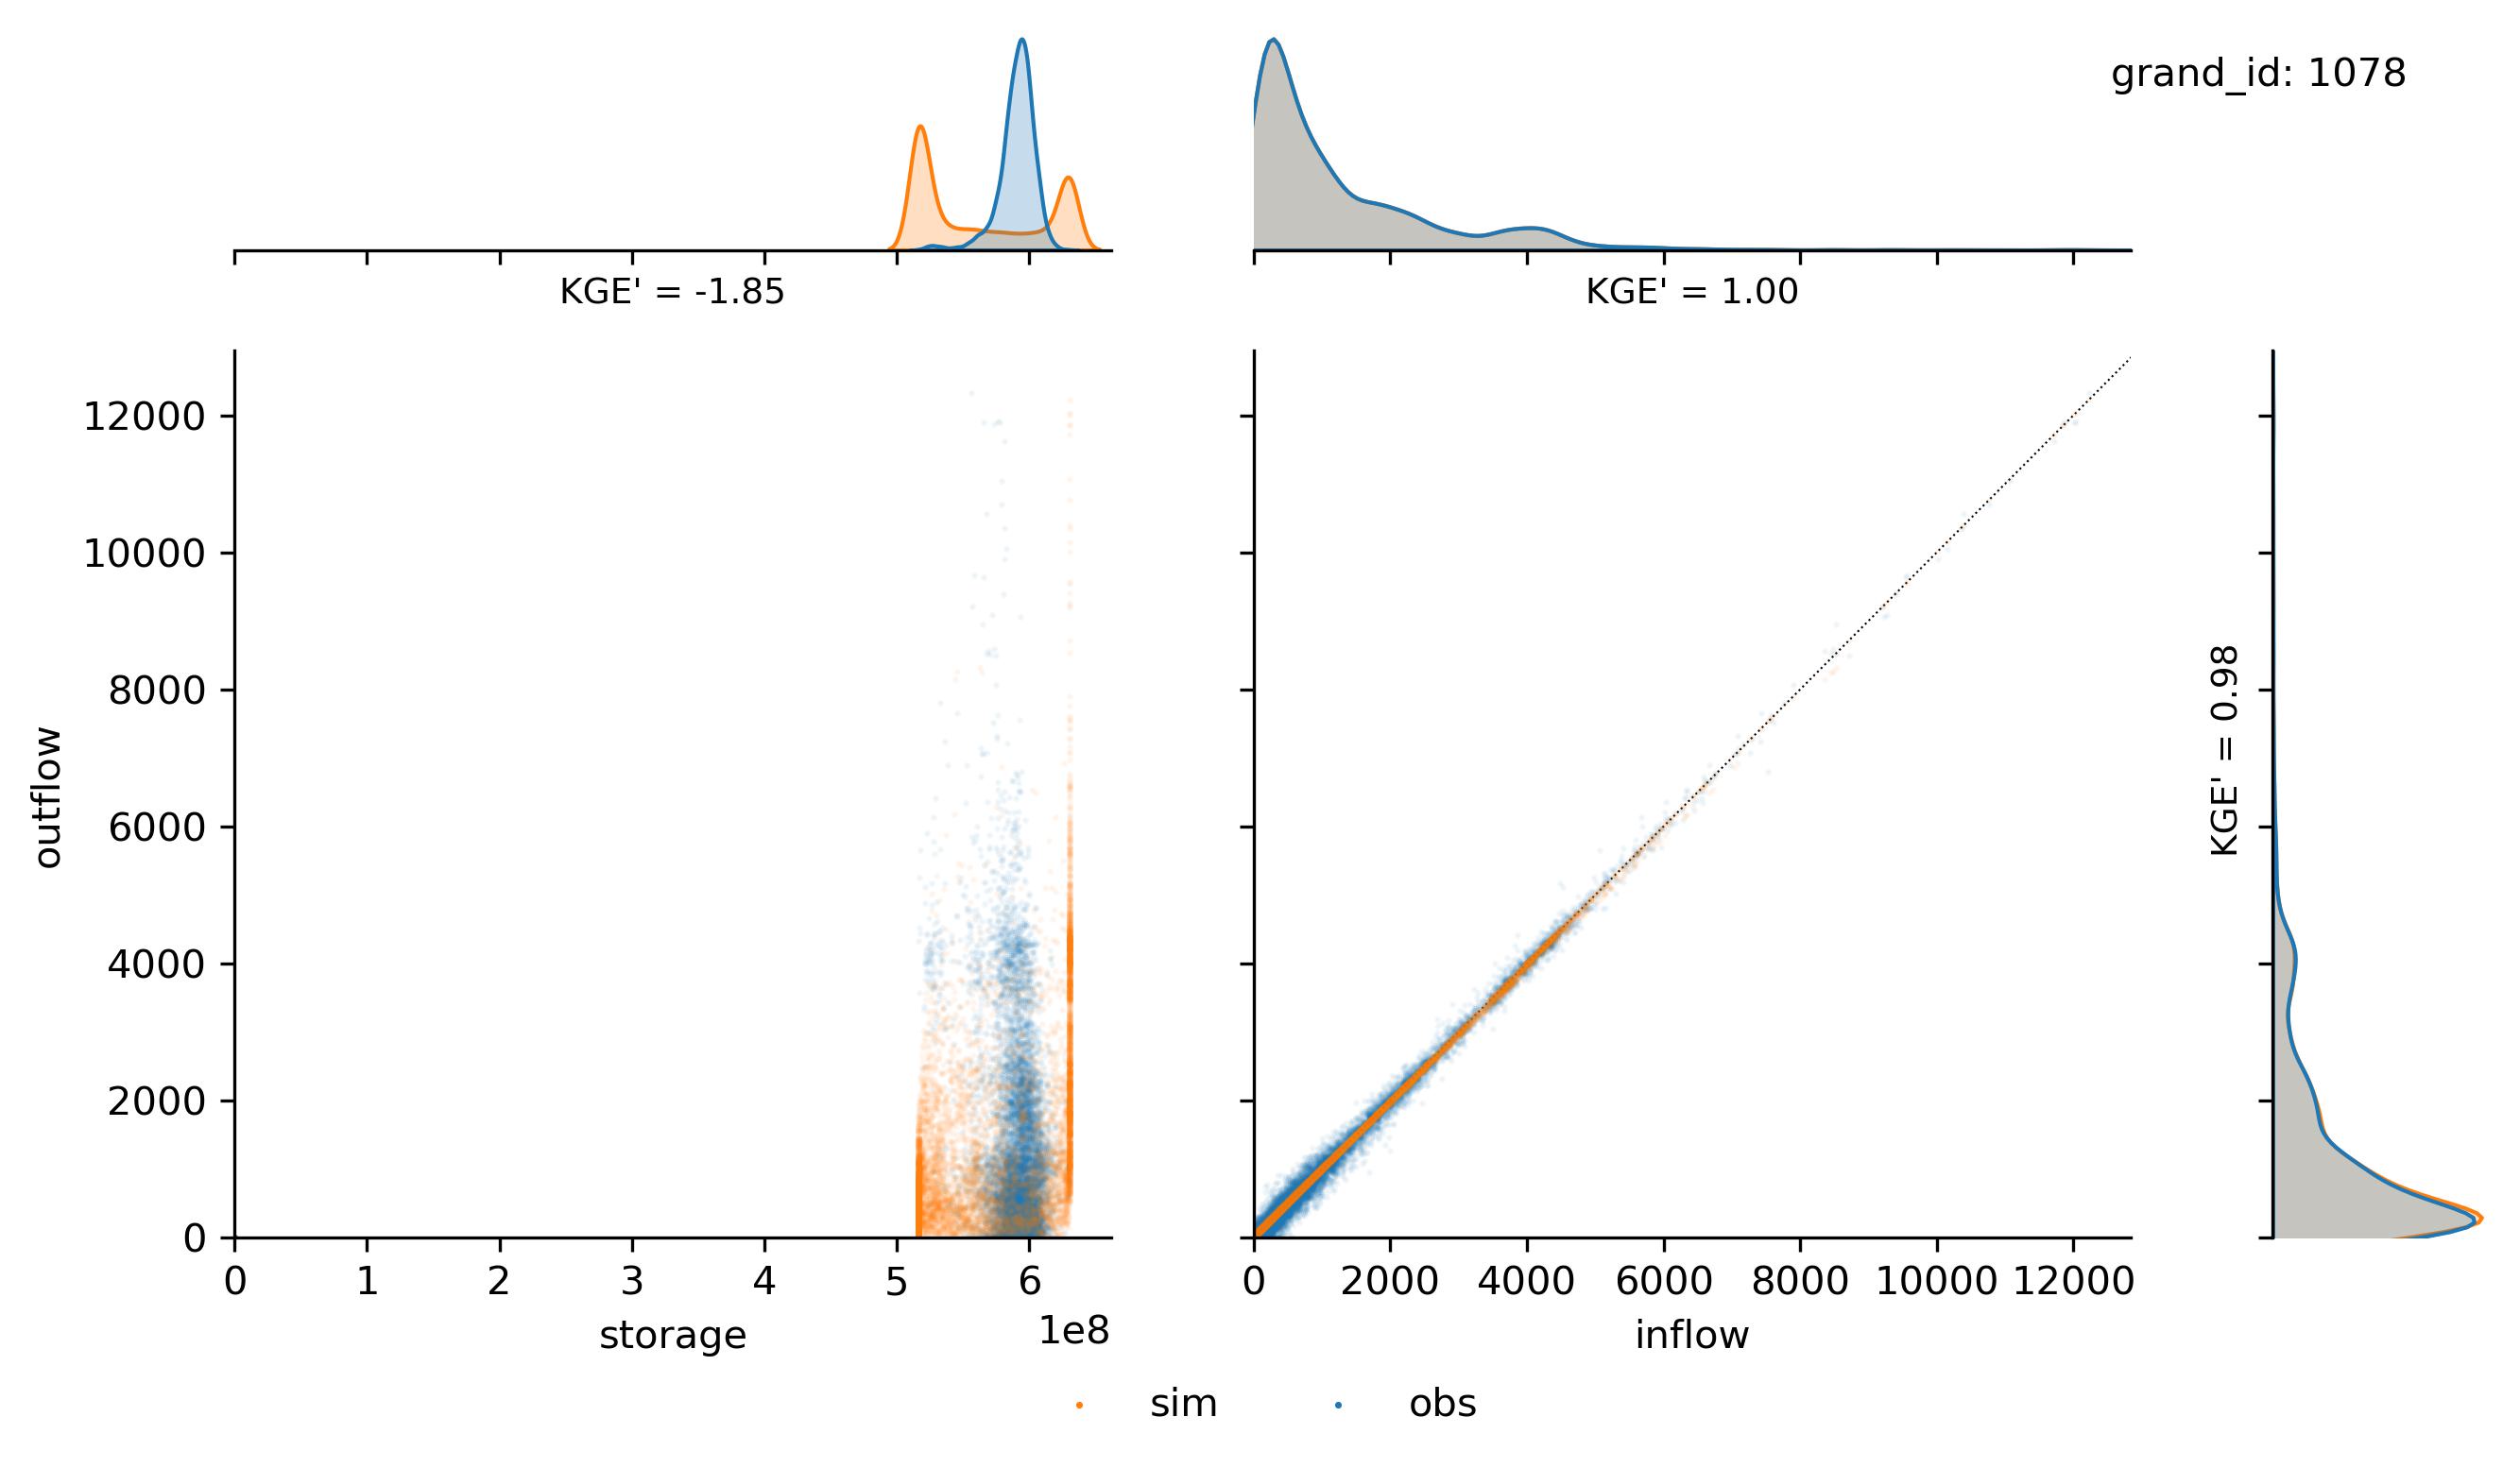 grand_id: 1078
KGE' = -1.85
KGE' = 1.00
outflow
12000
10000
8000
6000
4000
2000
0
KGE' = 0.98
0 1 2 3 4 5 6
1e8
storage
0 2000 4000 6000 8000 10000 12000
inflow
sim obs